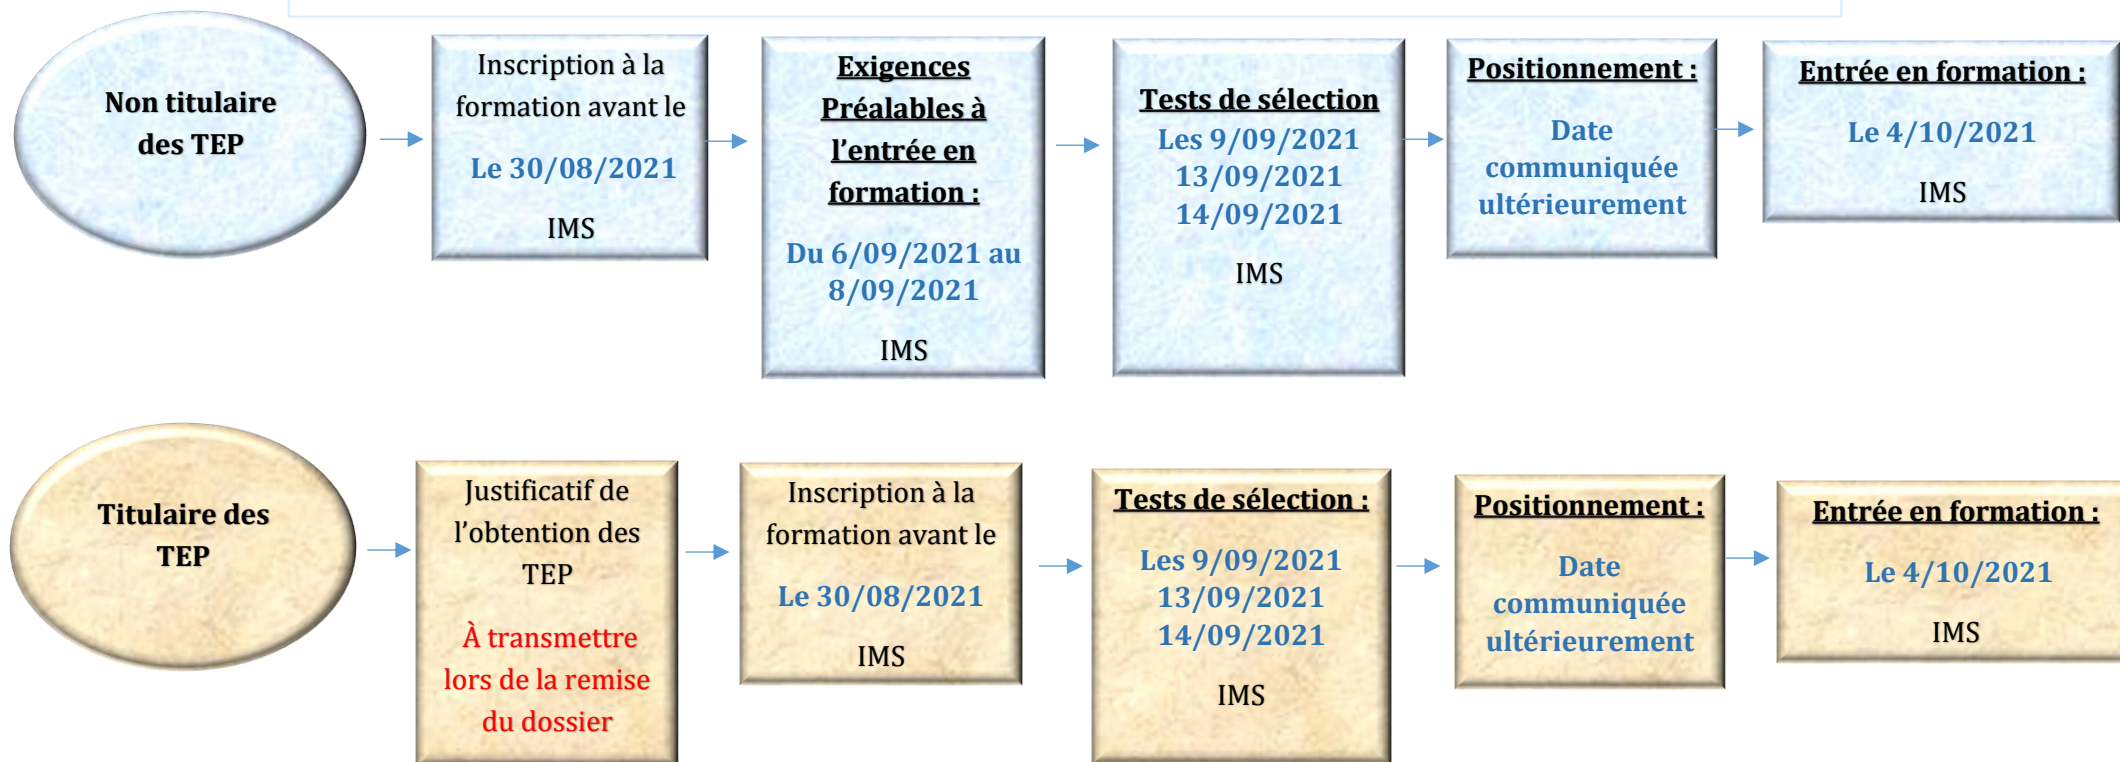 Non titulaire
des TEP
Inscription à la
formation avant le
Le 30/08/2021
IMS
Exigences
Préalables à
l’entrée en
formation :
Du 6/09/2021 au
8/09/2021
IMS
Tests de sélection
Les 9/09/2021
13/09/2021
14/09/2021
IMS
Positionnement :
Date
communiquée
ultérieurement
Entrée en formation :
Le 4/10/2021
IMS
Titulaire des
TEP
Justificatif de
l’obtention des
TEP
À transmettre
lors de la remise
du dossier
Inscription à la
formation avant le
Le 30/08/2021
IMS
Tests de sélection :
Les 9/09/2021
13/09/2021
14/09/2021
IMS
Positionnement :
Date
communiquée
ultérieurement
Entrée en formation :
Le 4/10/2021
IMS